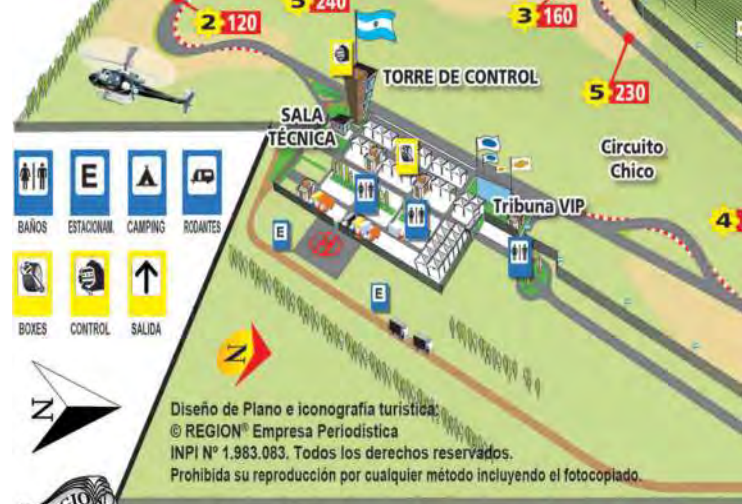 5 240
2 120
3 160
TORRE DE CONTROL
5 230
SALA
TÉCNICA
Circuito
Chico
E
BAÑOS
ESTACIONAM.
CAMPING
RODANTES
Tribuna VIP
4
E
BOXES
CONTROL
SALIDA
E
N
N
Diseño de Plano e iconografía turística:
© REGION® Empresa Periodística
INPI Nº 1.983.083. Todos los derechos reservados.
Prohibida su reproducción por cualquier método incluyendo el fotocopiado.